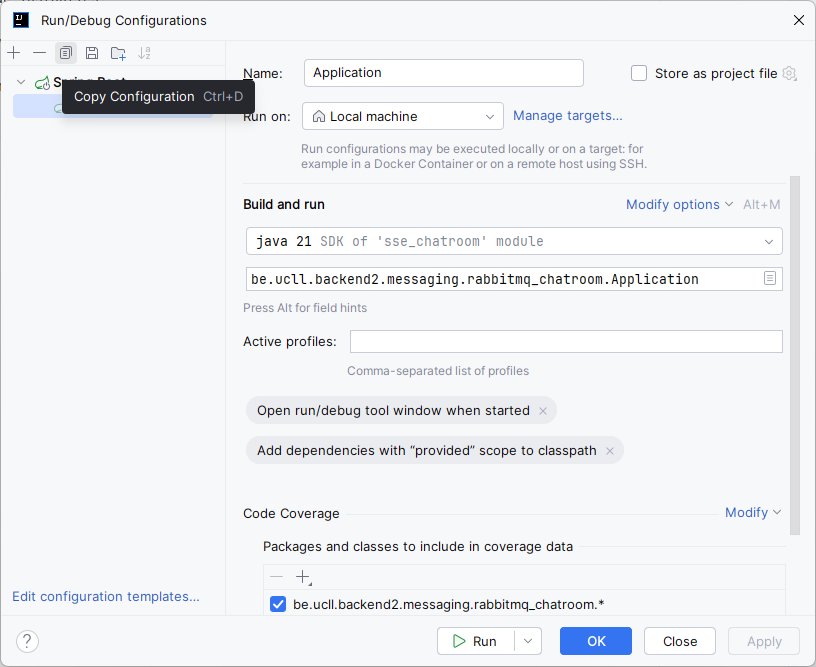 Run/Debug Configurations
Spring Boot
Copy Configuration Ctrl+D
Name: Application
Store as project file
Run on: Local machine
Manage targets...
Run configurations may be executed locally or on a target: for
example in a Docker Container or on a remote host using SSH.
Build and run
Modify options Alt+M
java 21 SDK of 'sse_chatroom' module
be.ucll.backend2.messaging.rabbitmq_chatroom.Application
Press Alt for field hints
Active profiles:
Comma-separated list of profiles
Open run/debug tool window when started
Add dependencies with “provided” scope to classpath
Code Coverage
Modify
Packages and classes to include in coverage data
be.ucll.backend2.messaging.rabbitmq_chatroom.*
Edit configuration templates...
?
Run
OK
Close
Apply